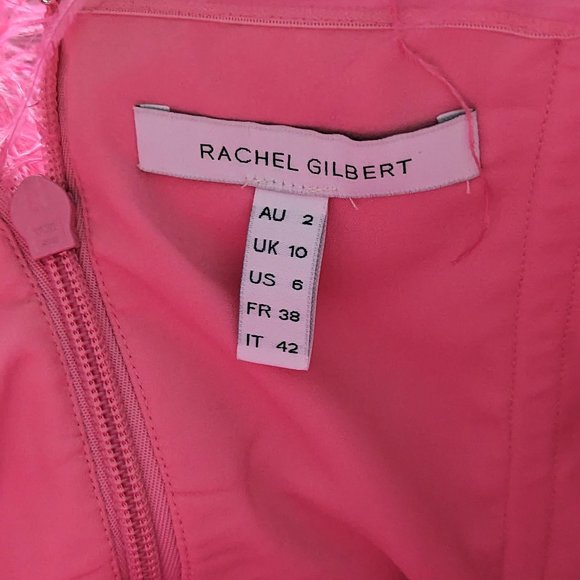 RACHEL GILBERT
AU 2
UK 10
US 6
FR 38
IT 42